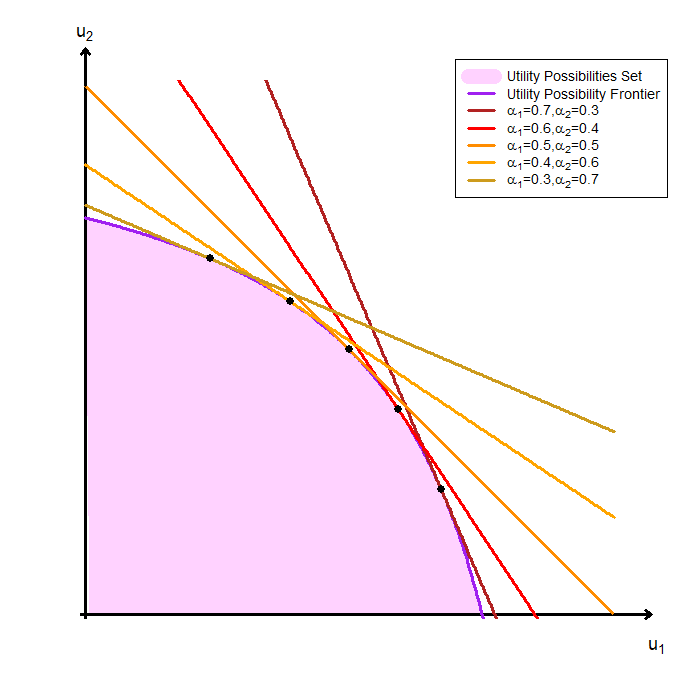 u₂
Utility Possibilities Set
Utility Possibility Frontier
α₁=0.7,α₂=0.3
α₁=0.6,α₂=0.4
α₁=0.5,α₂=0.5
α₁=0.4,α₂=0.6
α₁=0.3,α₂=0.7
u₁